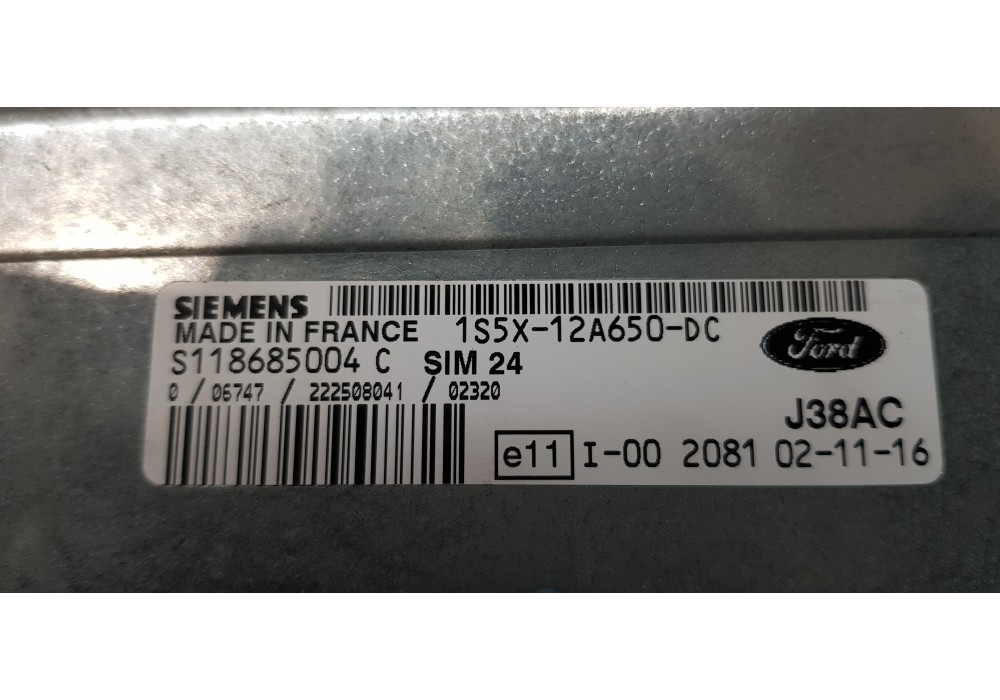 SIEMENS
MADE IN FRANCE 1S5X-12A650-DC
Ford
S118685004 C SIM 24
0 / 06747 / 222508041 / 02320
J38AC
e11 I-00 2081 02-11-16